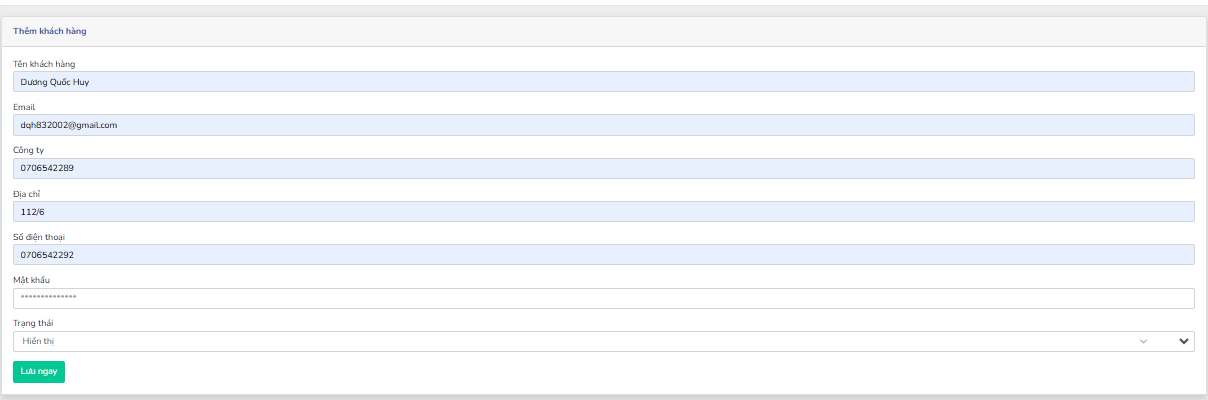 Thêm khách hàng
Tên khách hàng
Dương Quốc Huy
Email
dqh832002@gmail.com
Công ty
0706542289
Địa chỉ
112/6
Số điện thoại
0706542292
Mật khẩu
**************
Trạng thái
Hiển thị
Lưu ngay